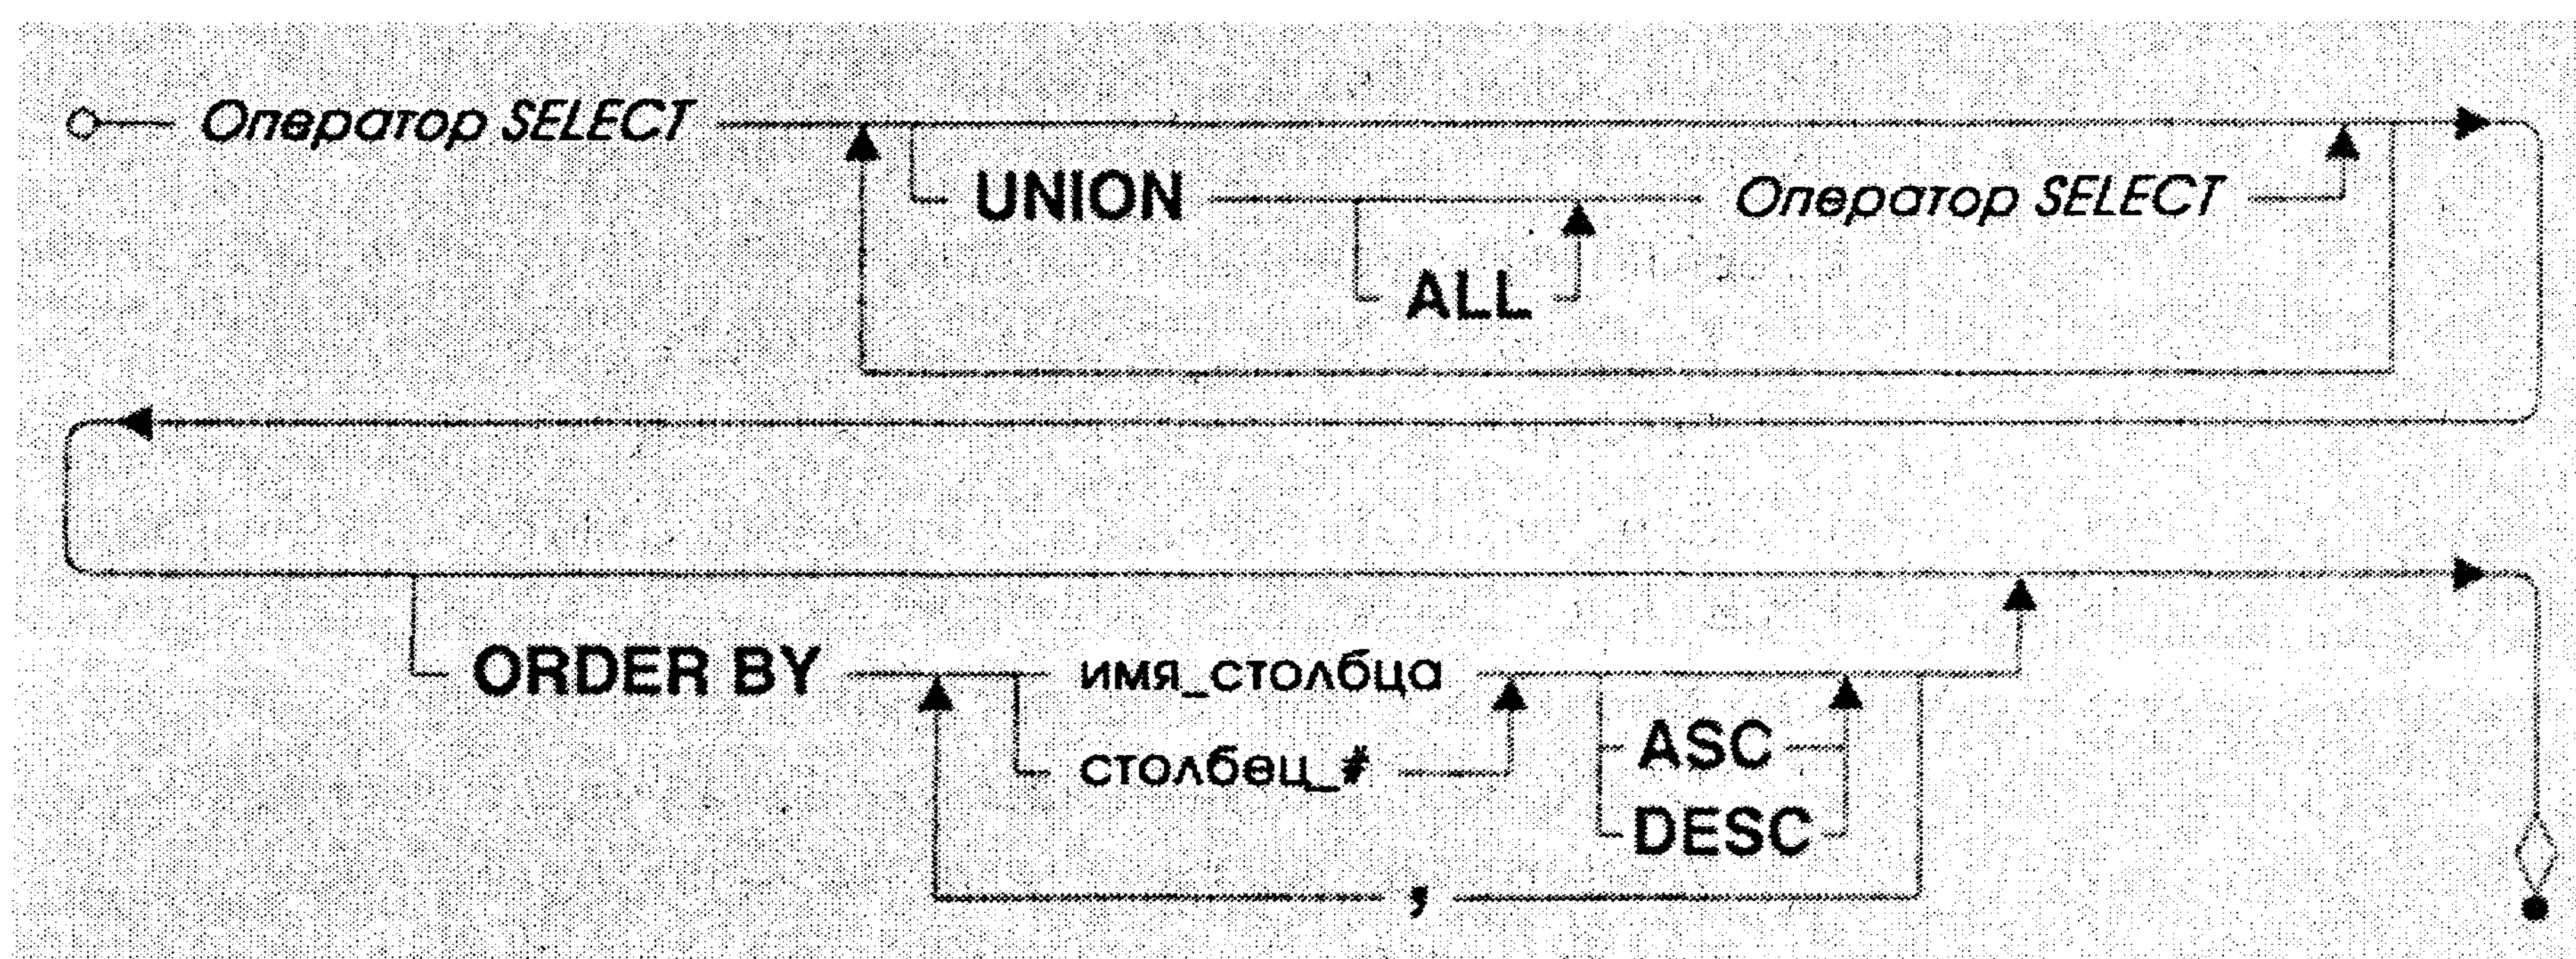 Оператор SELECT
UNION Оператор SELECT
ALL
ORDER BY имя_столбца
ASC
столбец_#
DESC
,